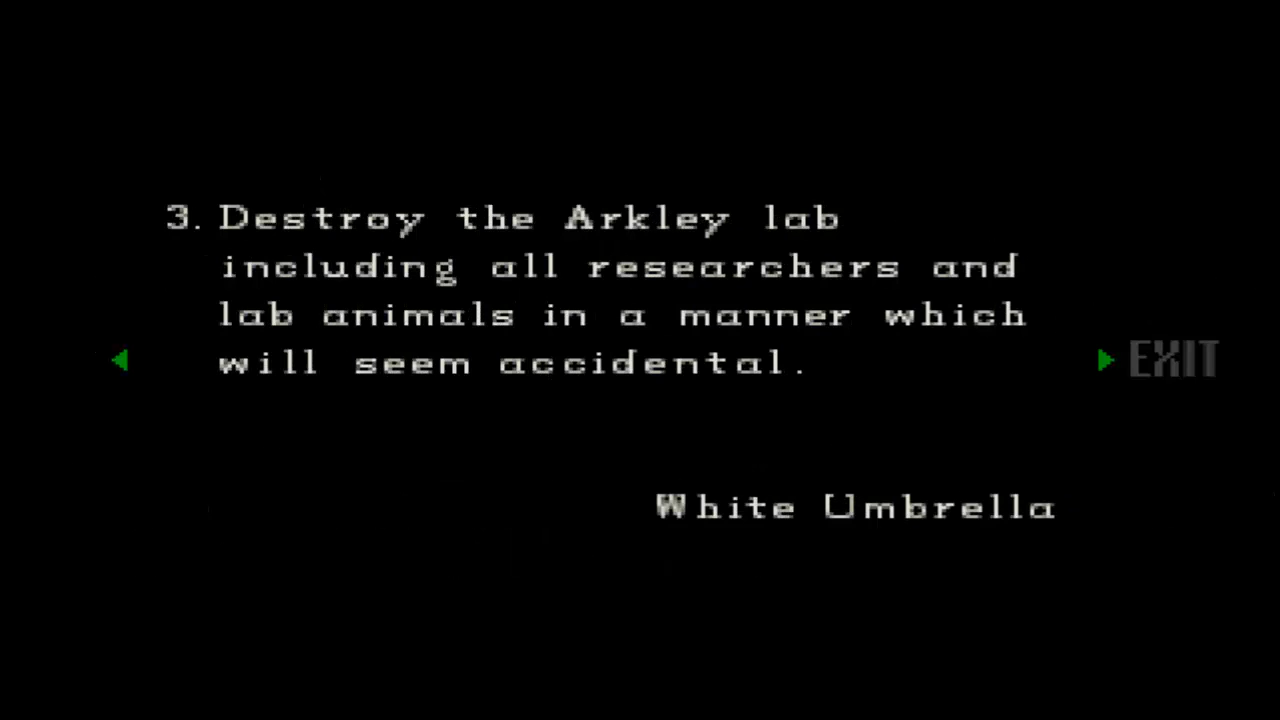 3. Destroy the Arkley lab
including all researchers and
lab animals in a manner which
will seem accidental.
EXIT
White Umbrella